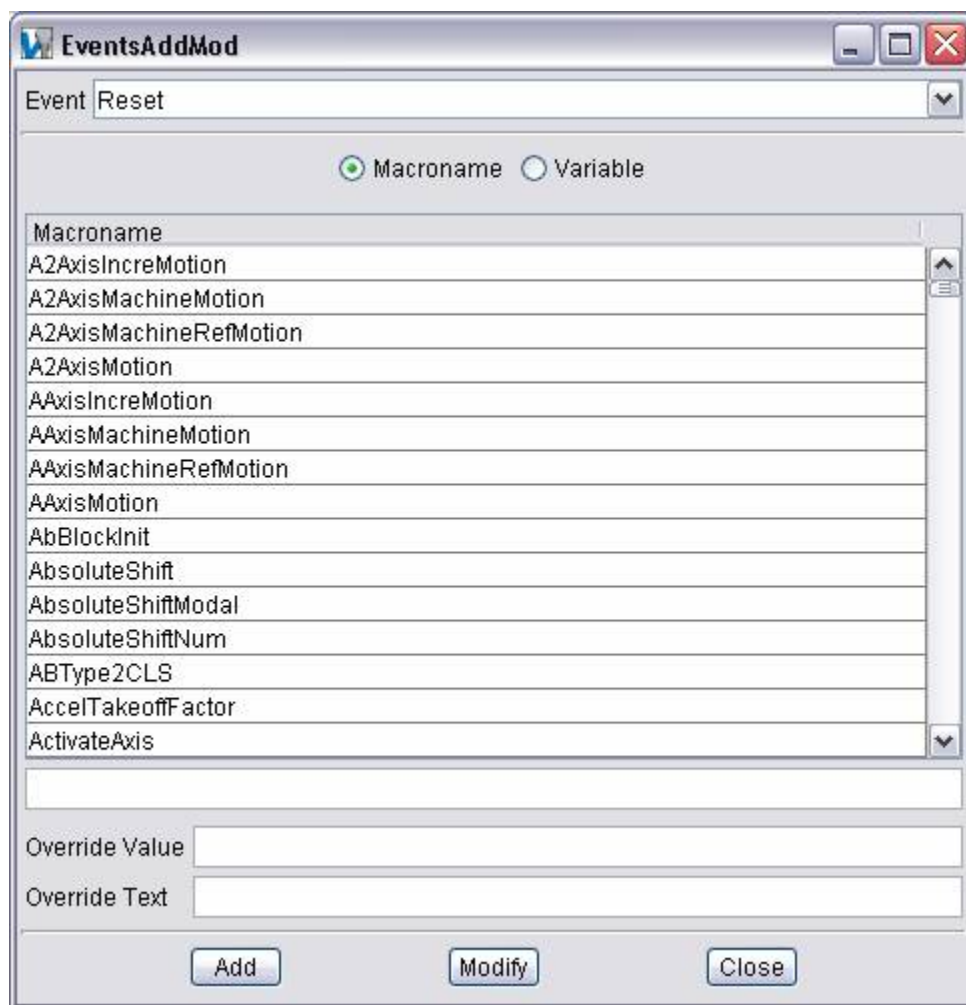 EventsAddMod
Event Reset
Macroname Variable
Macroname
A2AxisIncreMotion
A2AxisMachineMotion
A2AxisMachineRefMotion
A2AxisMotion
AAxisIncreMotion
AAxisMachineMotion
AAxisMachineRefMotion
AAxisMotion
AbBlockInit
AbsoluteShift
AbsoluteShiftModal
AbsoluteShiftNum
ABType2CLS
AccelTakeoffFactor
ActivateAxis
Override Value
Override Text
Add Modify Close